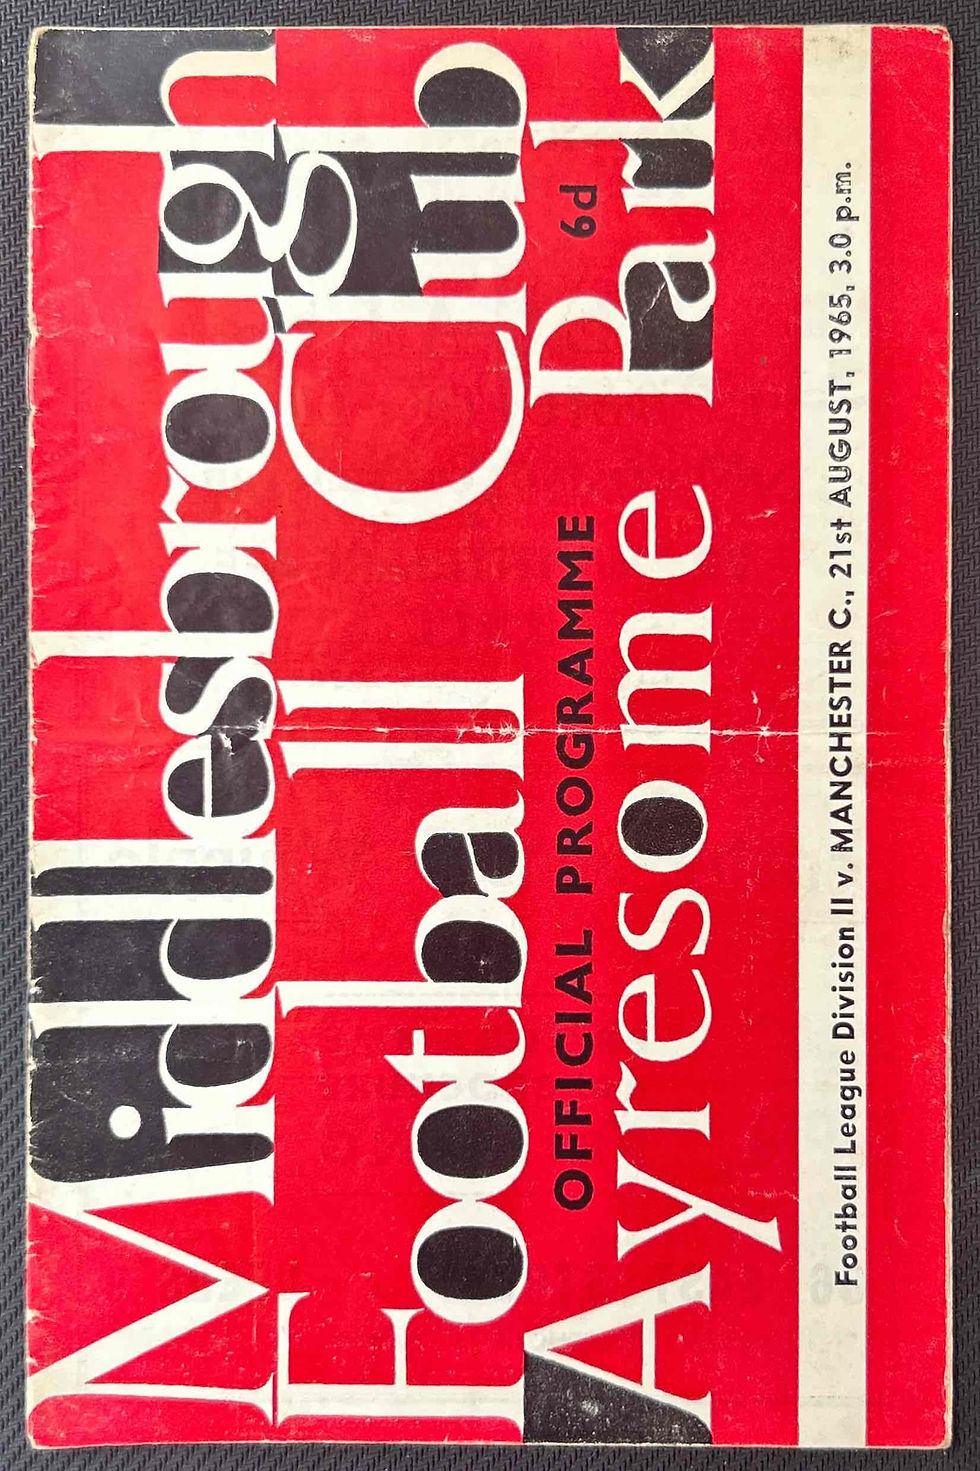 Middlesbrough
Football Club
OFFICIAL PROGRAMME 6d
Ayresome Park
Football League Division II v. MANCHESTER C., 21st AUGUST, 1965, 3.0 p.m.